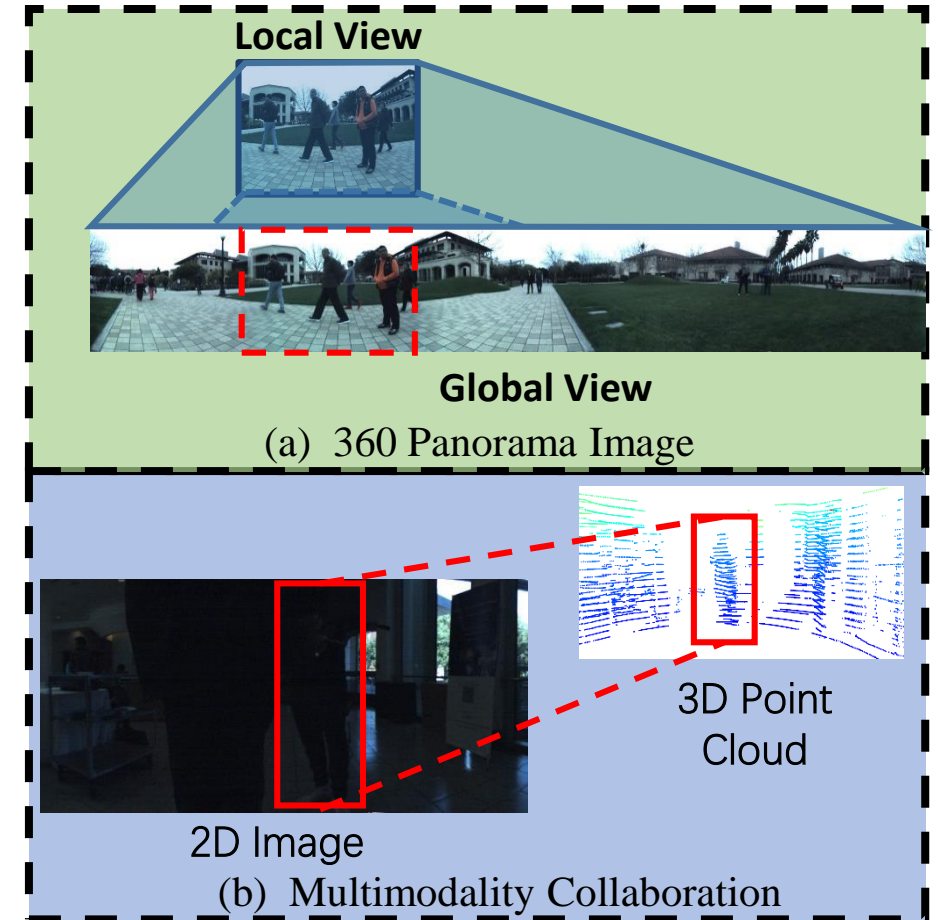 Local View
Global View
(a) 360 Panorama Image
3D Point
Cloud
2D Image
(b) Multimodality Collaboration